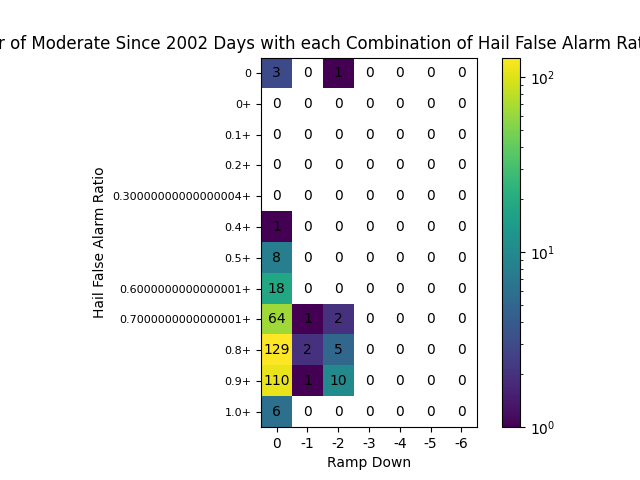 of Moderate Since 2002 Days with each Combination of Hail False Alarm
0 3 0 1 0 0 0 0
0+ 0 0 0 0 0 0 0
0.1+ 0 0 0 0 0 0 0
0.2+ 0 0 0 0 0 0 0
0.30000000000000004+ 0 0 0 0 0 0 0
0.4+ 1 0 0 0 0 0 0
0.5+ 8 0 0 0 0 0 0
0.6000000000000001+ 18 0 0 0 0 0 0
0.7000000000000001+ 64 1 2 0 0 0 0
0.8+ 129 2 5 0 0 0 0
0.9+ 110 1 10 0 0 0 0
1.0+ 6 0 0 0 0 0 0
0 -1 -2 -3 -4 -5 -6
Ramp Down
Hail False Alarm Ratio
10²
10¹
10⁰